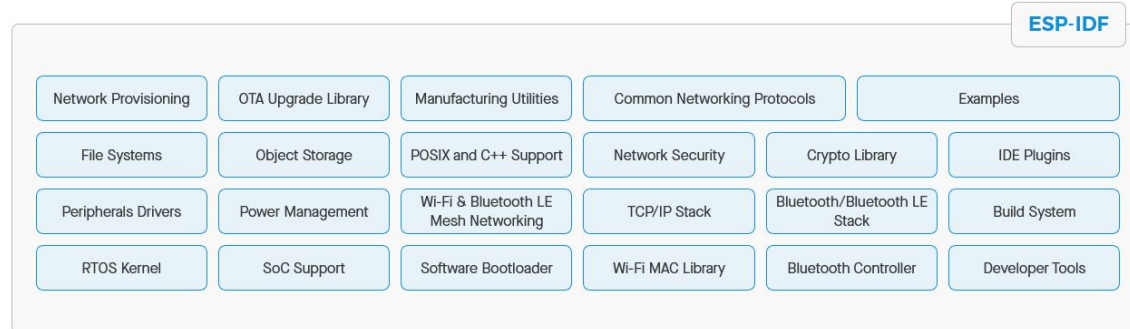 ESP-IDF
Network Provisioning
OTA Upgrade Library
Manufacturing Utilities
Common Networking Protocols
Examples
File Systems
Object Storage
POSIX and C++ Support
Network Security
Crypto Library
IDE Plugins
Peripherals Drivers
Power Management
Wi-Fi & Bluetooth LE
Mesh Networking
TCP/IP Stack
Bluetooth/Bluetooth LE
Stack
Build System
RTOS Kernel
SoC Support
Software Bootloader
Wi-Fi MAC Library
Bluetooth Controller
Developer Tools